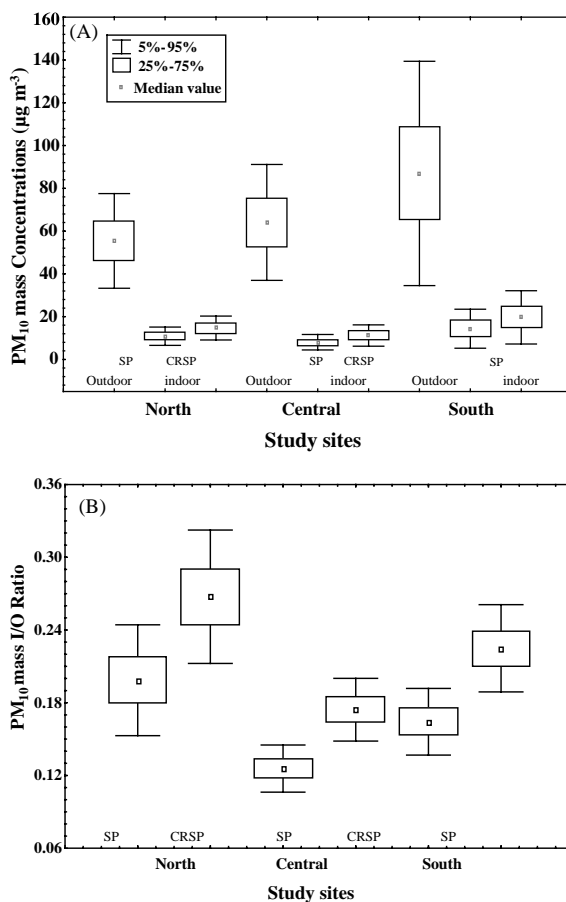 (A)
160
140
120
100
80
60
40
20
0
PM₁₀ mass Concentrations (μg m⁻³)
5%-95%
25%-75%
Median value
SP CRSP SP CRSP SP
Outdoor indoor Outdoor indoor Outdoor indoor
North Central South
Study sites
(B)
0.36
0.30
0.24
0.18
0.12
0.06
PM₁₀ mass I/O Ratio
SP CRSP SP CRSP SP
North Central South
Study sites